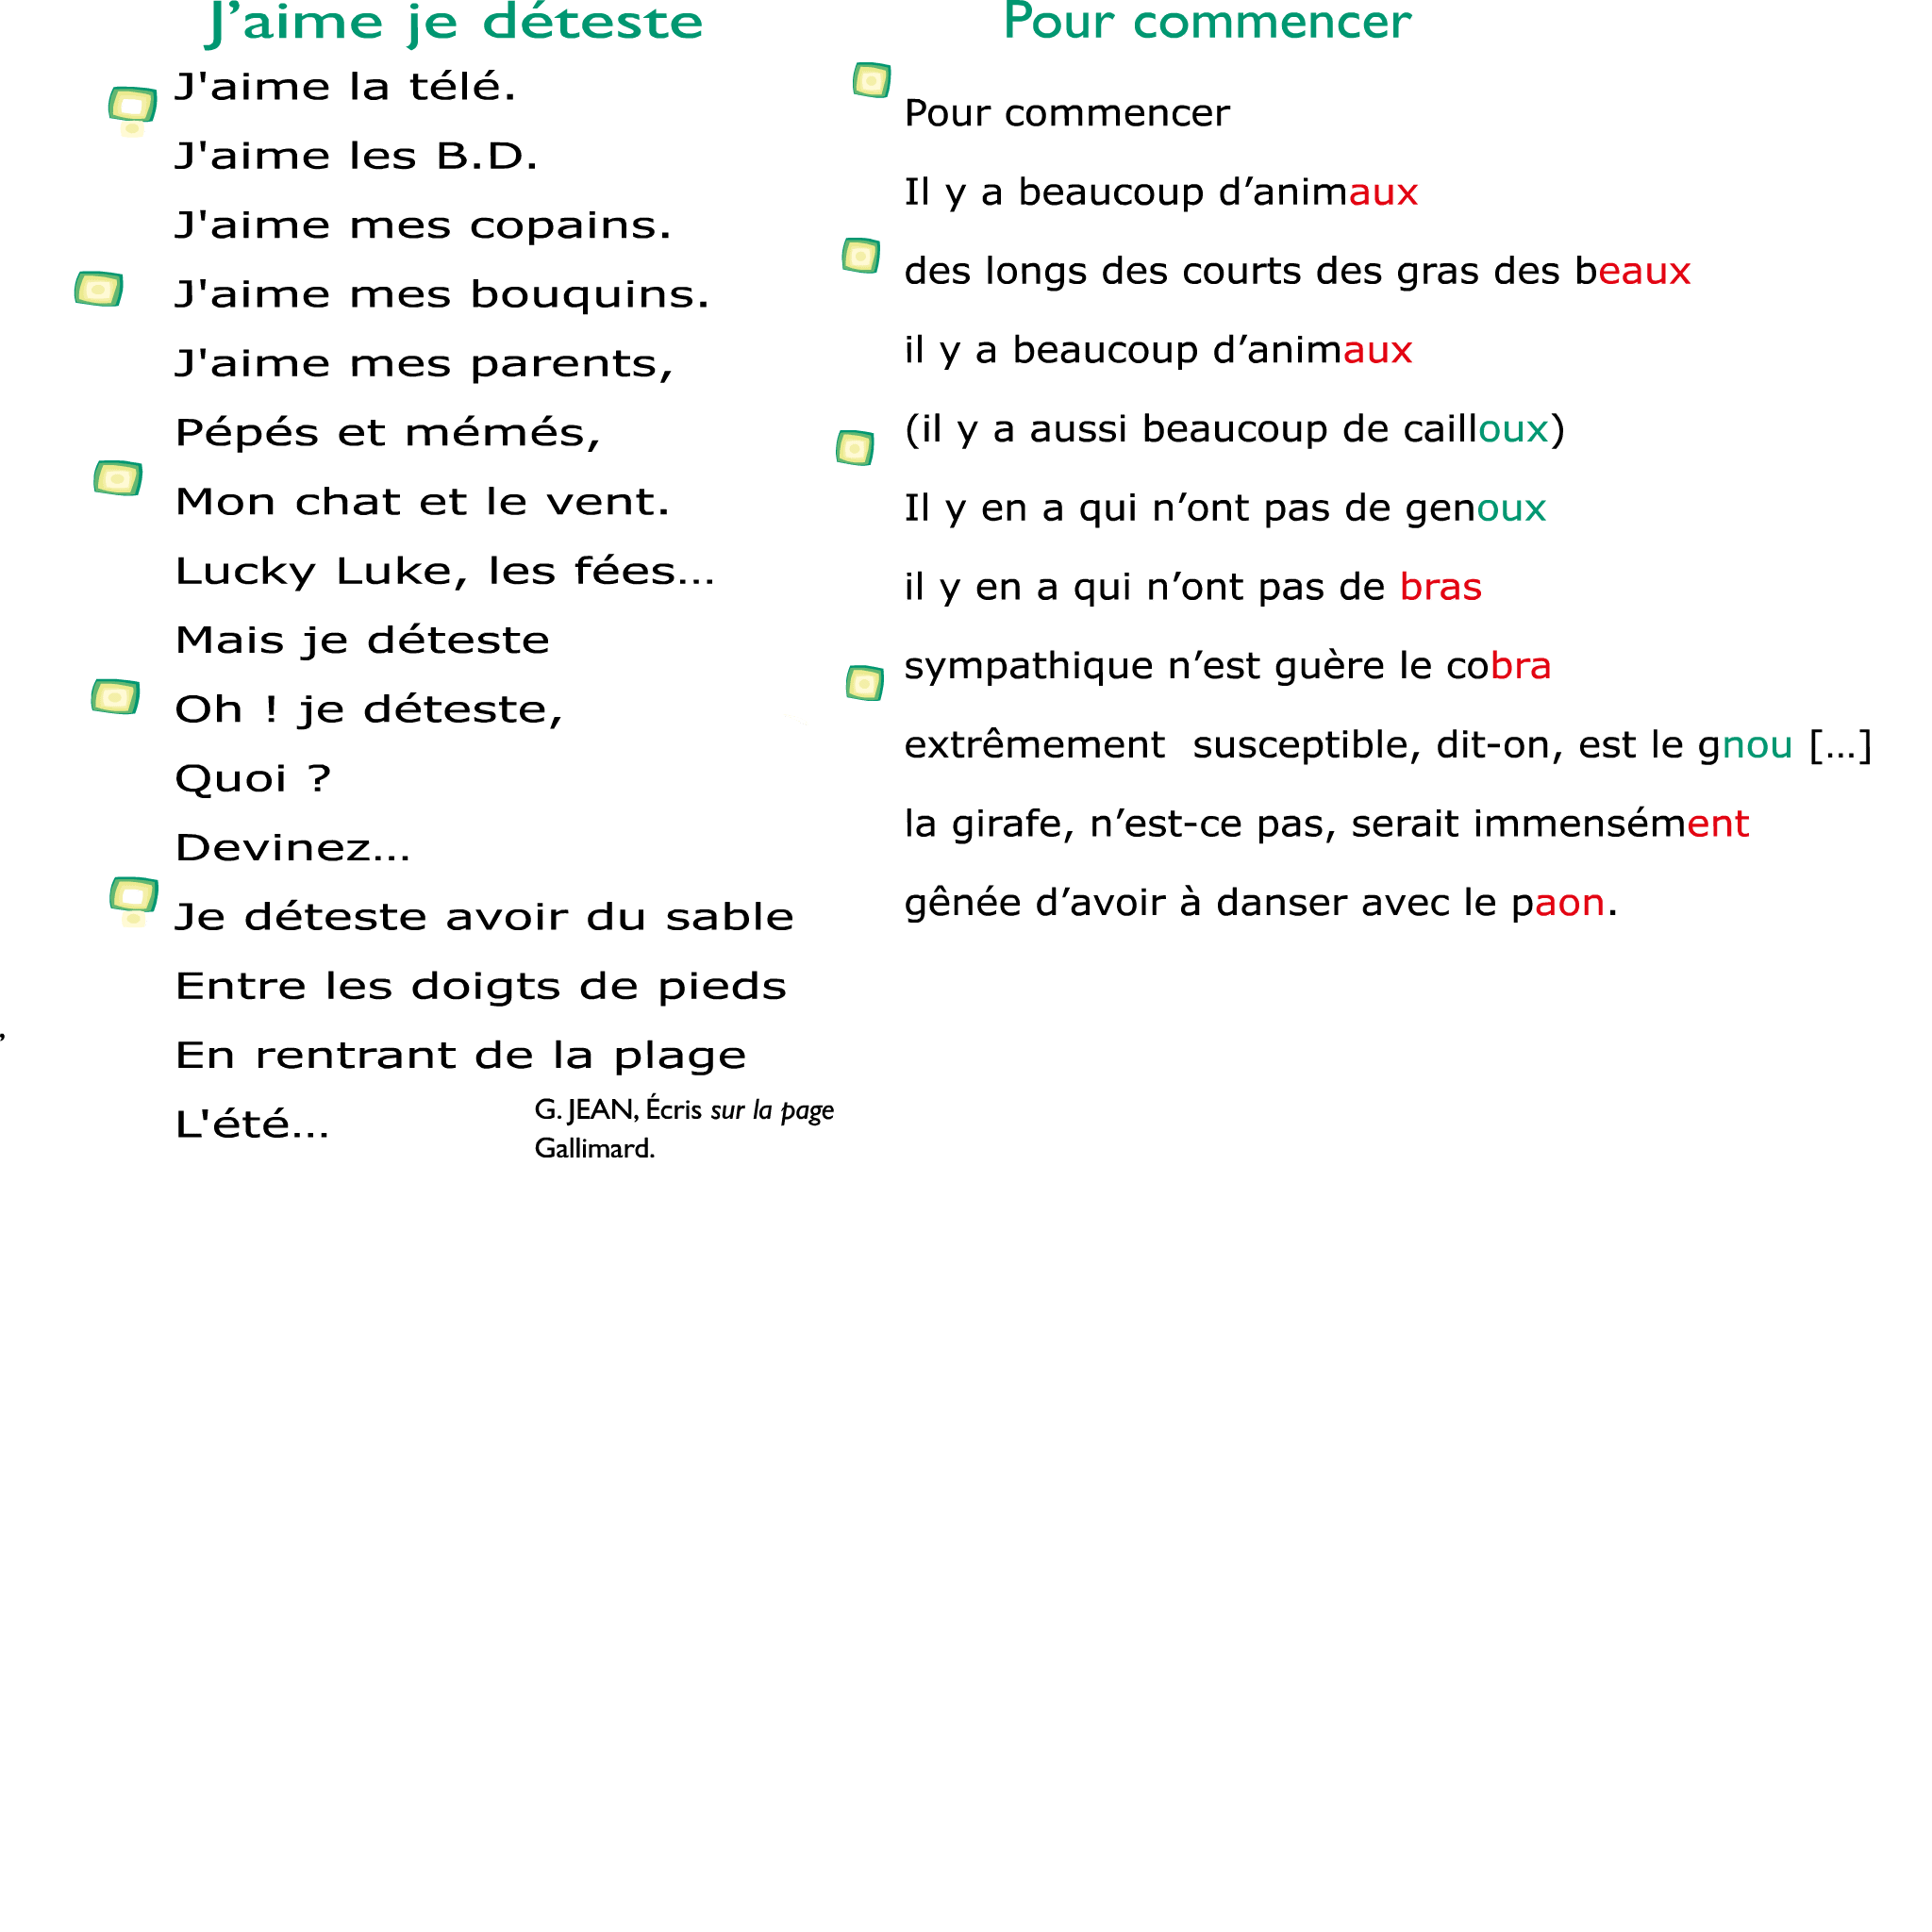 J’aime je déteste
J'aime la télé.
J'aime les B.D.
J'aime mes copains.
J'aime mes bouquins.
J'aime mes parents,
Pépés et mémés,
Mon chat et le vent.
Lucky Luke, les fées...
Mais je déteste
Oh ! je déteste,
Quoi ?
Devinez...
Je déteste avoir du sable
Entre les doigts de pieds
En rentrant de la plage
L'été...
G. JEAN, Écris sur la page
Gallimard.
Pour commencer
Pour commencer
Il y a beaucoup d’animaux
des longs des courts des gras des beaux
il y a beaucoup d’animaux
(il y a aussi beaucoup de cailloux)
Il y en a qui n’ont pas de genoux
il y en a qui n’ont pas de bras
sympathique n’est guère le cobra
extrêmement susceptible, dit-on, est le gnou [...]
la girafe, n’est-ce pas, serait immensément
gênée d’avoir à danser avec le paon.